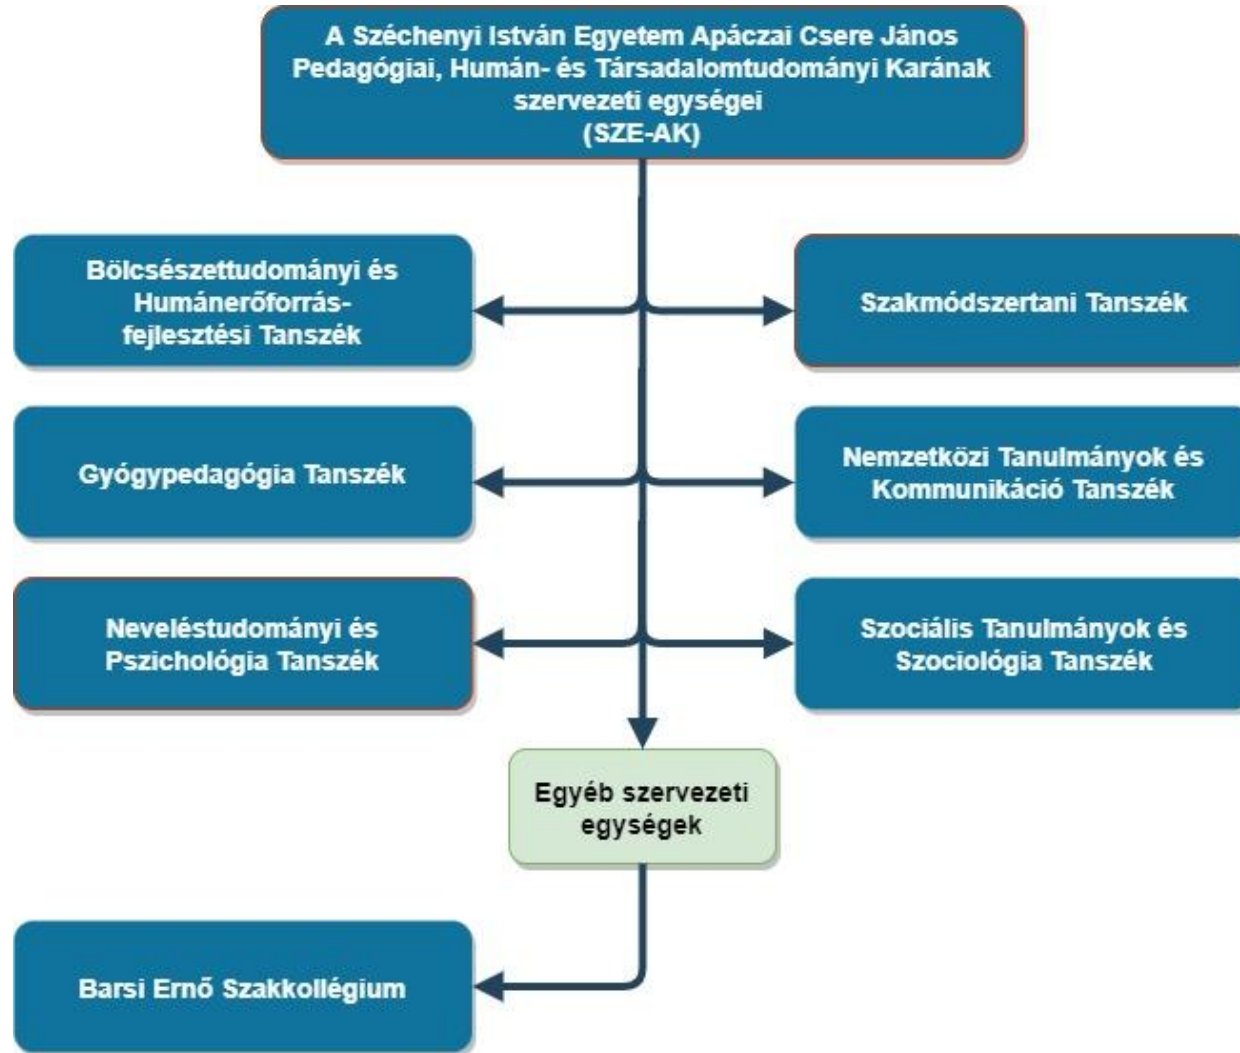 A Széchenyi István Egyetem Apáczai Csere János
Pedagógiai, Humán- és Társadalomtudományi Karának
szervezeti egységei
(SZE-AK)
Bölcsészettudományi és
Humánerőforrás-
fejlesztési Tanszék
Szakmódszertani Tanszék
Gyógypedagógia Tanszék
Nemzetközi Tanulmányok és
Kommunikáció Tanszék
Neveléstudományi és
Pszichológia Tanszék
Szociális Tanulmányok és
Szociológia Tanszék
Egyéb szervezeti
egységek
Barsi Ernő Szakkollégium